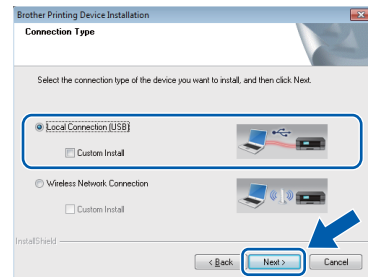 Brother Printing Device Installation
Connection Type
Select the connection type of the device you want to install, and then click Next.
Local Connection (USB)
Custom Install
Wireless Network Connection
Custom Install
InstallShield
< Back Next > Cancel